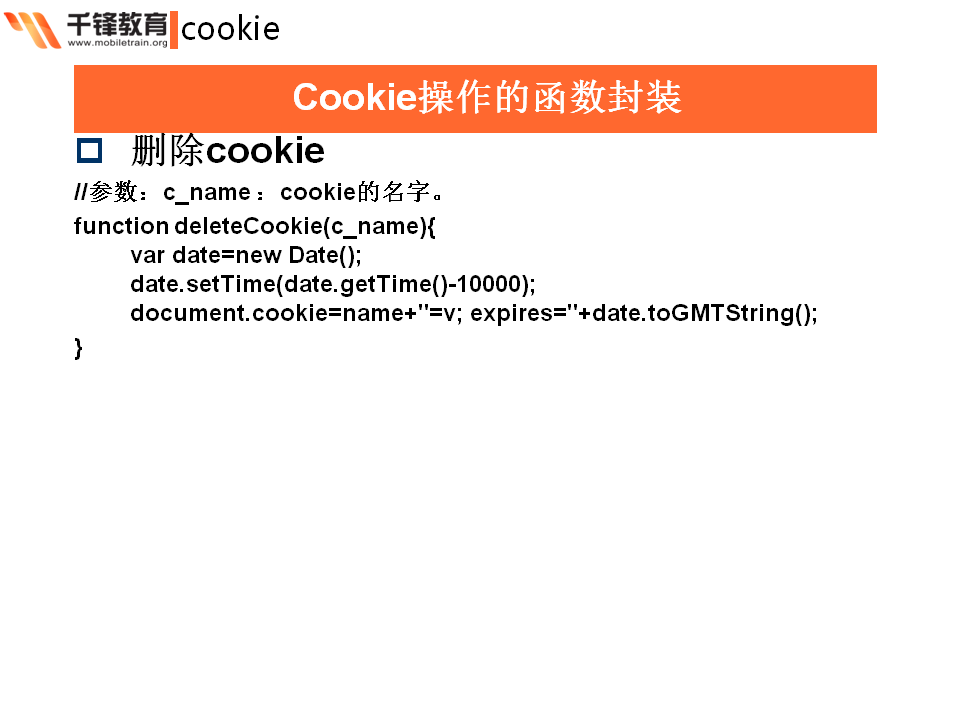 千锋教育 cookie
www.mobiletrain.org
Cookie操作的函数封装
删除cookie
//参数：c_name ：cookie的名字。
function deleteCookie(c_name){
var date=new Date();
date.setTime(date.getTime()-10000);
document.cookie=name+"=v; expires="+date.toGMTString();
}